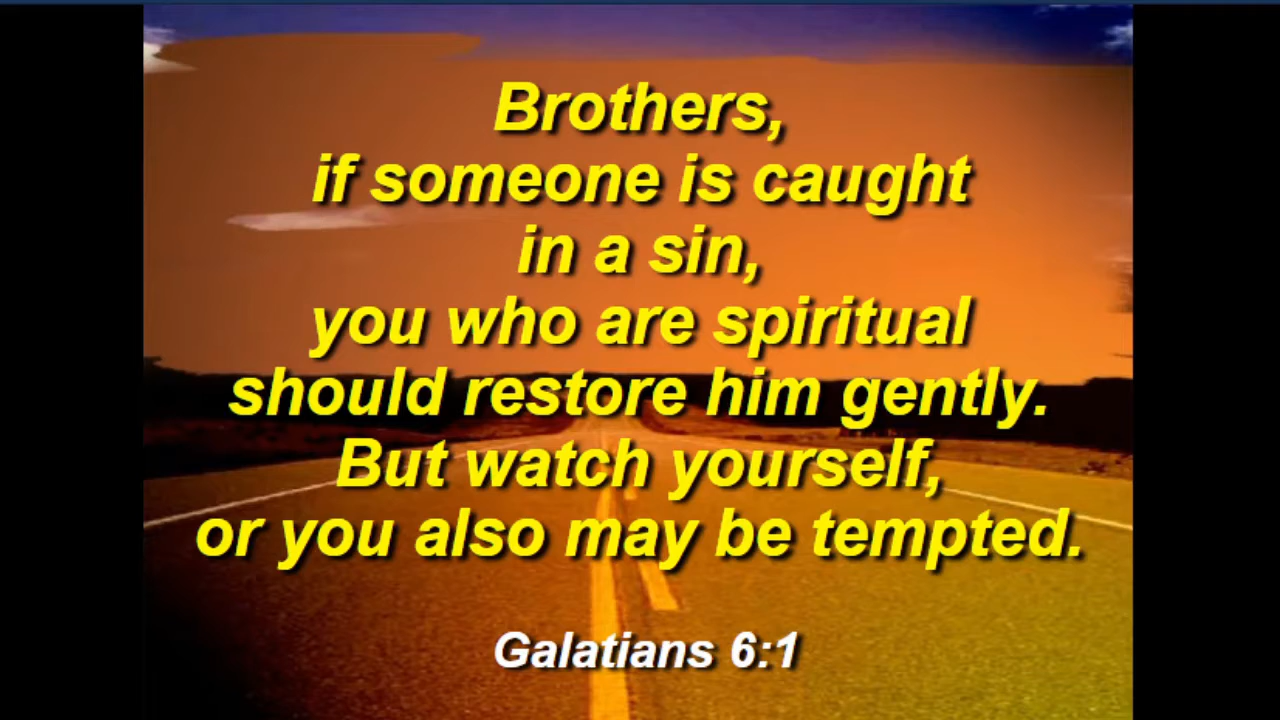 Brothers,
if someone is caught
in a sin,
you who are spiritual
should restore him gently.
But watch yourself,
or you also may be tempted.
Galatians 6:1